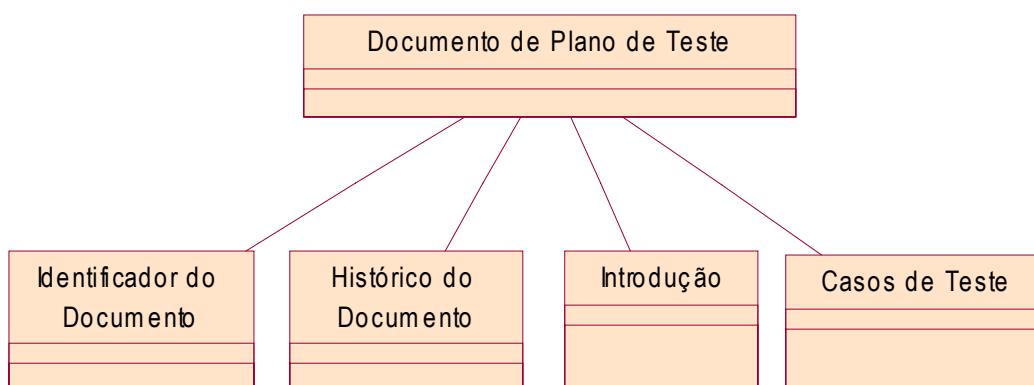 Documento de Plano de Teste
Identificador do
Documento
Histórico do
Documento
Introdução
Casos de Teste